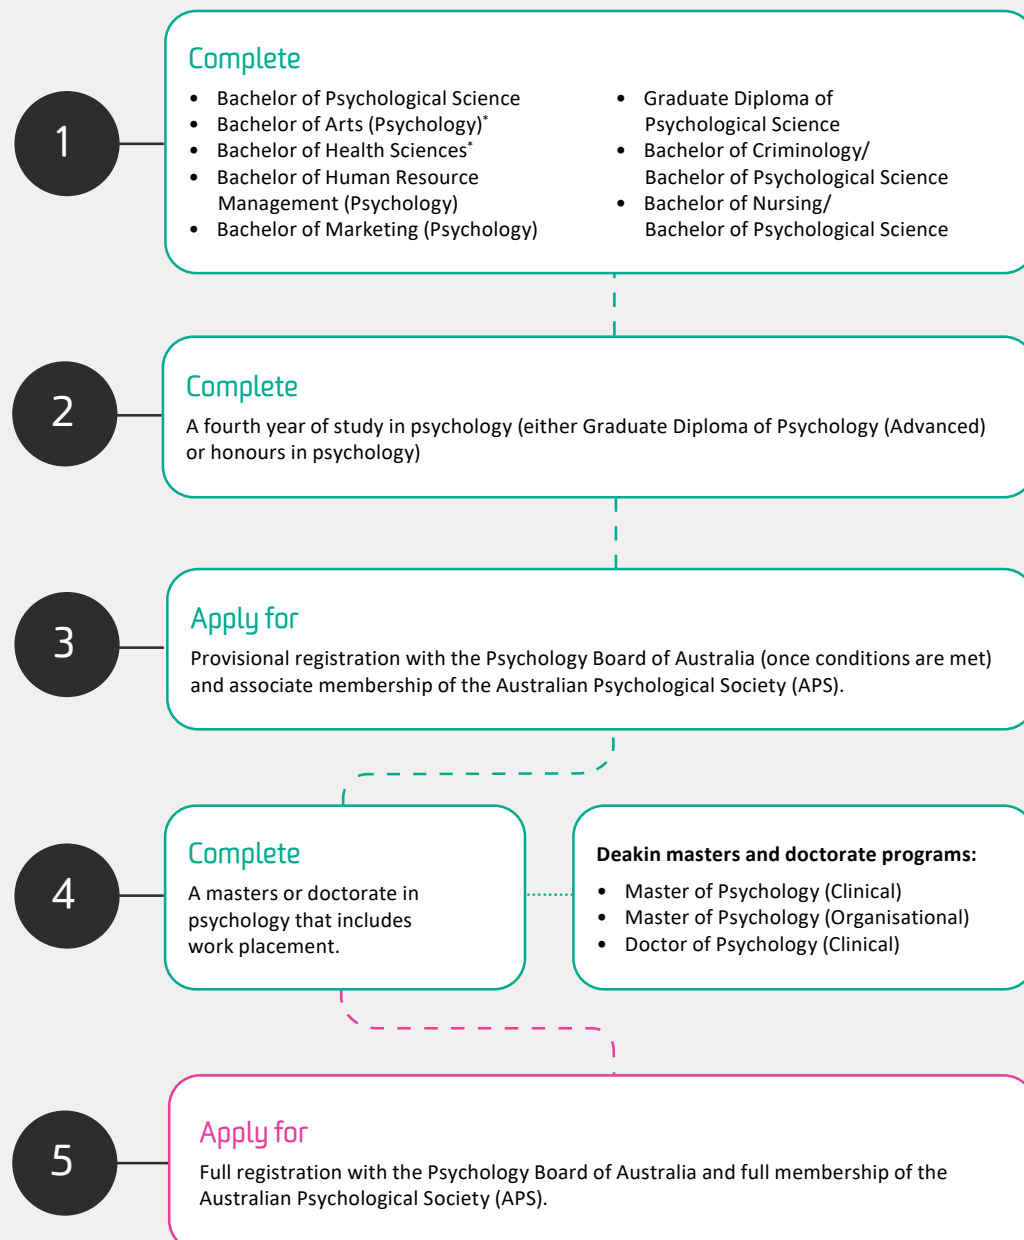 1
Complete
• Bachelor of Psychological Science
• Bachelor of Arts (Psychology)*
• Bachelor of Health Sciences*
• Bachelor of Human Resource
Management (Psychology)
• Bachelor of Marketing (Psychology)
• Graduate Diploma of
Psychological Science
• Bachelor of Criminology/
Bachelor of Psychological Science
• Bachelor of Nursing/
Bachelor of Psychological Science
2
Complete
A fourth year of study in psychology (either Graduate Diploma of Psychology (Advanced)
or honours in psychology)
3
Apply for
Provisional registration with the Psychology Board of Australia (once conditions are met)
and associate membership of the Australian Psychological Society (APS).
4
Complete
A masters or doctorate in
psychology that includes
work placement.
Deakin masters and doctorate programs:
• Master of Psychology (Clinical)
• Master of Psychology (Organisational)
• Doctor of Psychology (Clinical)
5
Apply for
Full registration with the Psychology Board of Australia and full membership of the
Australian Psychological Society (APS).